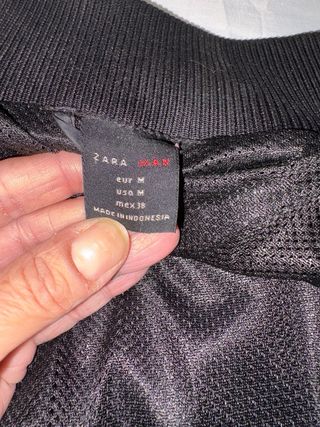 ZARA MAN
eur M
usa M
mex 38
MADE IN INDONESIA